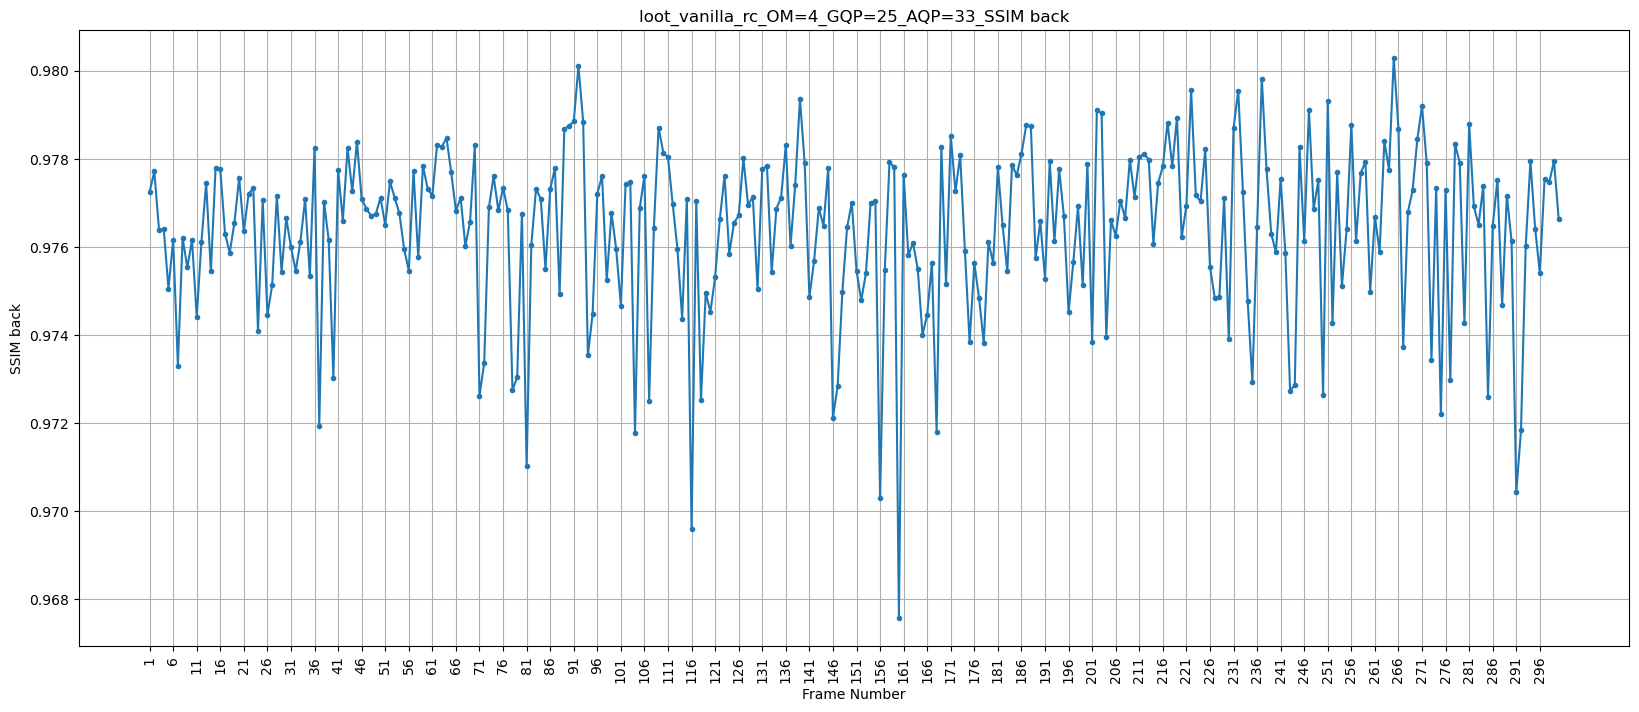 loot_vanilla_rc_OM=4_GQP=25_AQP=33_SSIM back
0.980
0.978
0.976
0.974
0.972
0.970
0.968
SSIM back
1 6 11 16 21 26 31 36 41 46 51 56 61 66 71 76 81 86 91 96 101 106 111 116 121 126 131 136 141 146 151 156 161 166 171 176 181 186 191 196 201 206 211 216 221 226 231 236 241 246 251 256 261 266 271 276 281 286 291 296
Frame Number